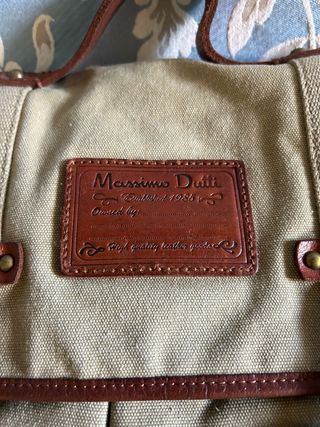 Massimo Dutti
Established 1985
Owned by:
High quality leather goods